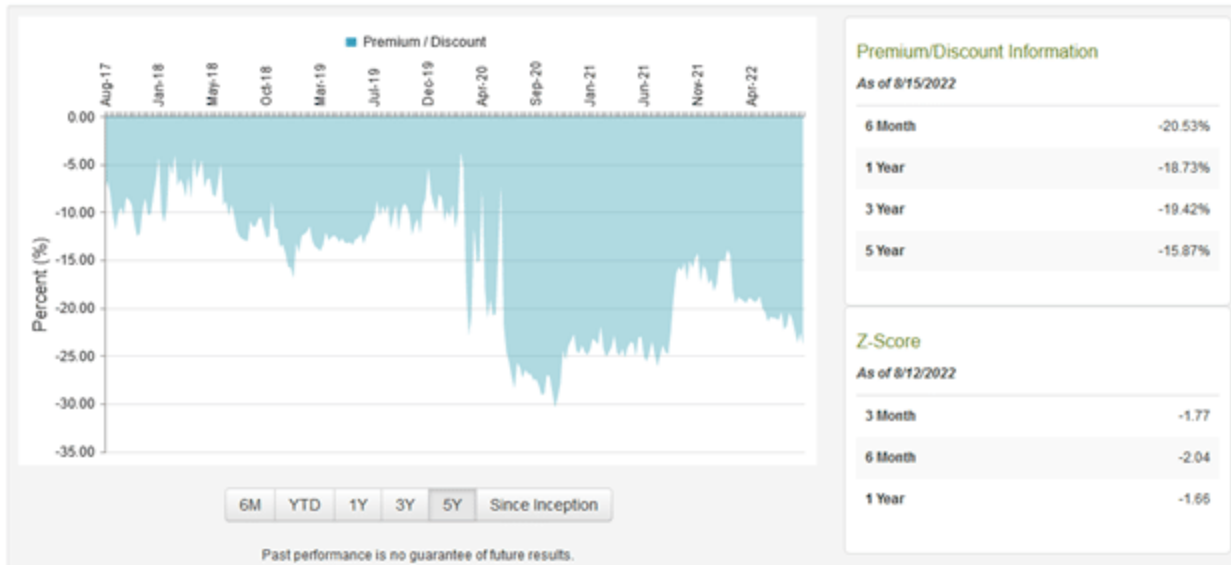 Premium / Discount
Aug-17 Jan-18 May-18 Oct-18 Mar-19 Jul-19 Dec-19 Apr-20 Sep-20 Jan-21 Jun-21 Nov-21 Apr-22
Percent (%)
0.00
-5.00
-10.00
-15.00
-20.00
-25.00
-30.00
-35.00
6M YTD 1Y 3Y 5Y Since Inception
Past performance is no guarantee of future results.
Premium/Discount Information
As of 8/15/2022
6 Month -20.53%
1 Year -18.73%
3 Year -19.42%
5 Year -15.87%
Z-Score
As of 8/12/2022
3 Month -1.77
6 Month -2.04
1 Year -1.66